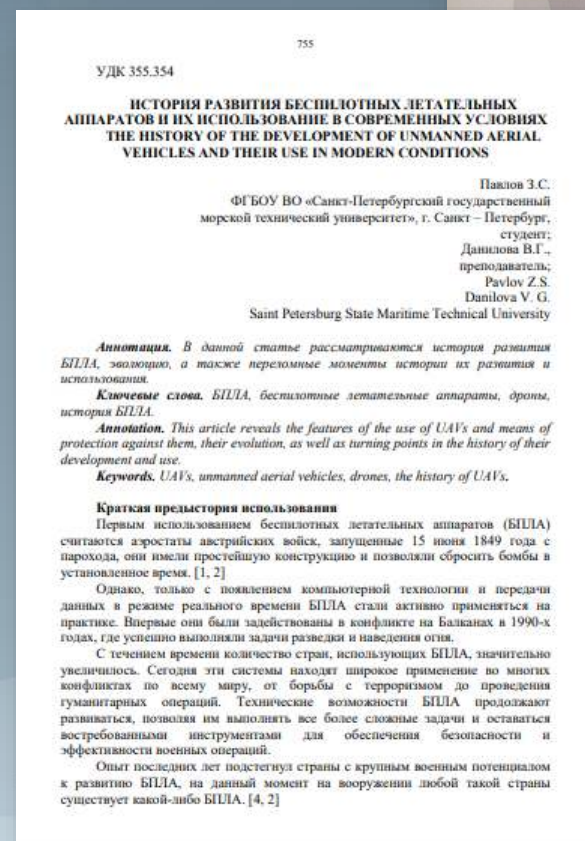 755
УДК 355.354
ИСТОРИЯ РАЗВИТИЯ БЕСПИЛОТНЫХ ЛЕТАТЕЛЬНЫХ
АППАРАТОВ И ИХ ИСПОЛЬЗОВАНИЕ В СОВРЕМЕННЫХ УСЛОВИЯХ
THE HISTORY OF THE DEVELOPMENT OF UNMANNED AERIAL
VEHICLES AND THEIR USE IN MODERN CONDITIONS
Павлов З.С.
ФГБОУ ВО «Санкт-Петербургский государственный
морской технический университет», г. Санкт – Петербург,
студент;
Данилова В.Г.,
преподаватель;
Pavlov Z.S.
Danilova V. G.
Saint Petersburg State Maritime Technical University
Аннотация. В данной статье рассматриваются история развития
БПЛА, эволюцию, а также переломные моменты истории их развития и
использования.
Ключевые слова. БПЛА, беспилотные летательные аппараты, дроны,
история БПЛА.
Annotation. This article reveals the features of the use of UAVs and means of
protection against them, their evolution, as well as turning points in the history of their
development and use.
Keywords. UAVs, unmanned aerial vehicles, drones, the history of UAVs.
Краткая предыстория использования
Первым использованием беспилотных летательных аппаратов (БПЛА)
считаются аэростаты австрийских войск, запущенные 15 июня 1849 года с
парохода, они имели простейшую конструкцию и позволяли сбросить бомбы в
установленное время. [1, 2]
Однако, только с появлением компьютерной технологии и передачи
данных в режиме реального времени БПЛА стали активно применяться на
практике. Впервые они были задействованы в конфликте на Балканах в 1990-х
годах, где успешно выполняли задачи разведки и наведения огня.
С течением времени количество стран, использующих БПЛА, значительно
увеличилось. Сегодня эти системы находят широкое применение во многих
конфликтах по всему миру, от борьбы с терроризмом до проведения
гуманитарных операций. Технические возможности БПЛА продолжают
развиваться, позволяя им выполнять все более сложные задачи и оставаться
востребованными инструментами для обеспечения безопасности и
эффективности военных операций.
Опыт последних лет подстегнул страны с крупным военным потенциалом
к развитию БПЛА, на данный момент на вооружении любой такой страны
существует какой-либо БПЛА. [4, 2]